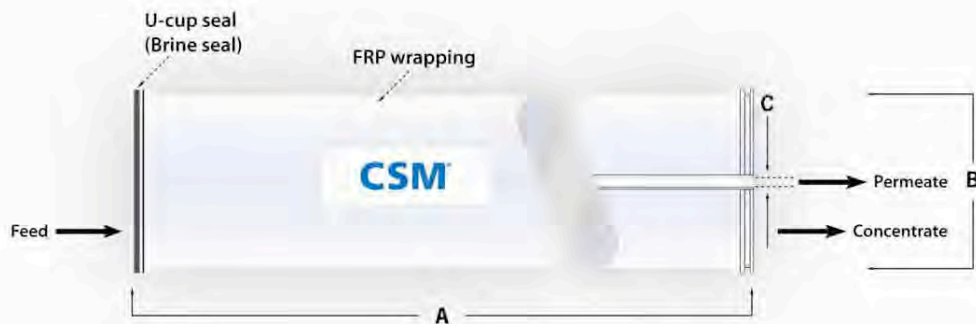 U-cup seal
(Brine seal)
FRP wrapping
C
CSM
Permeate
B
Feed
Concentrate
A